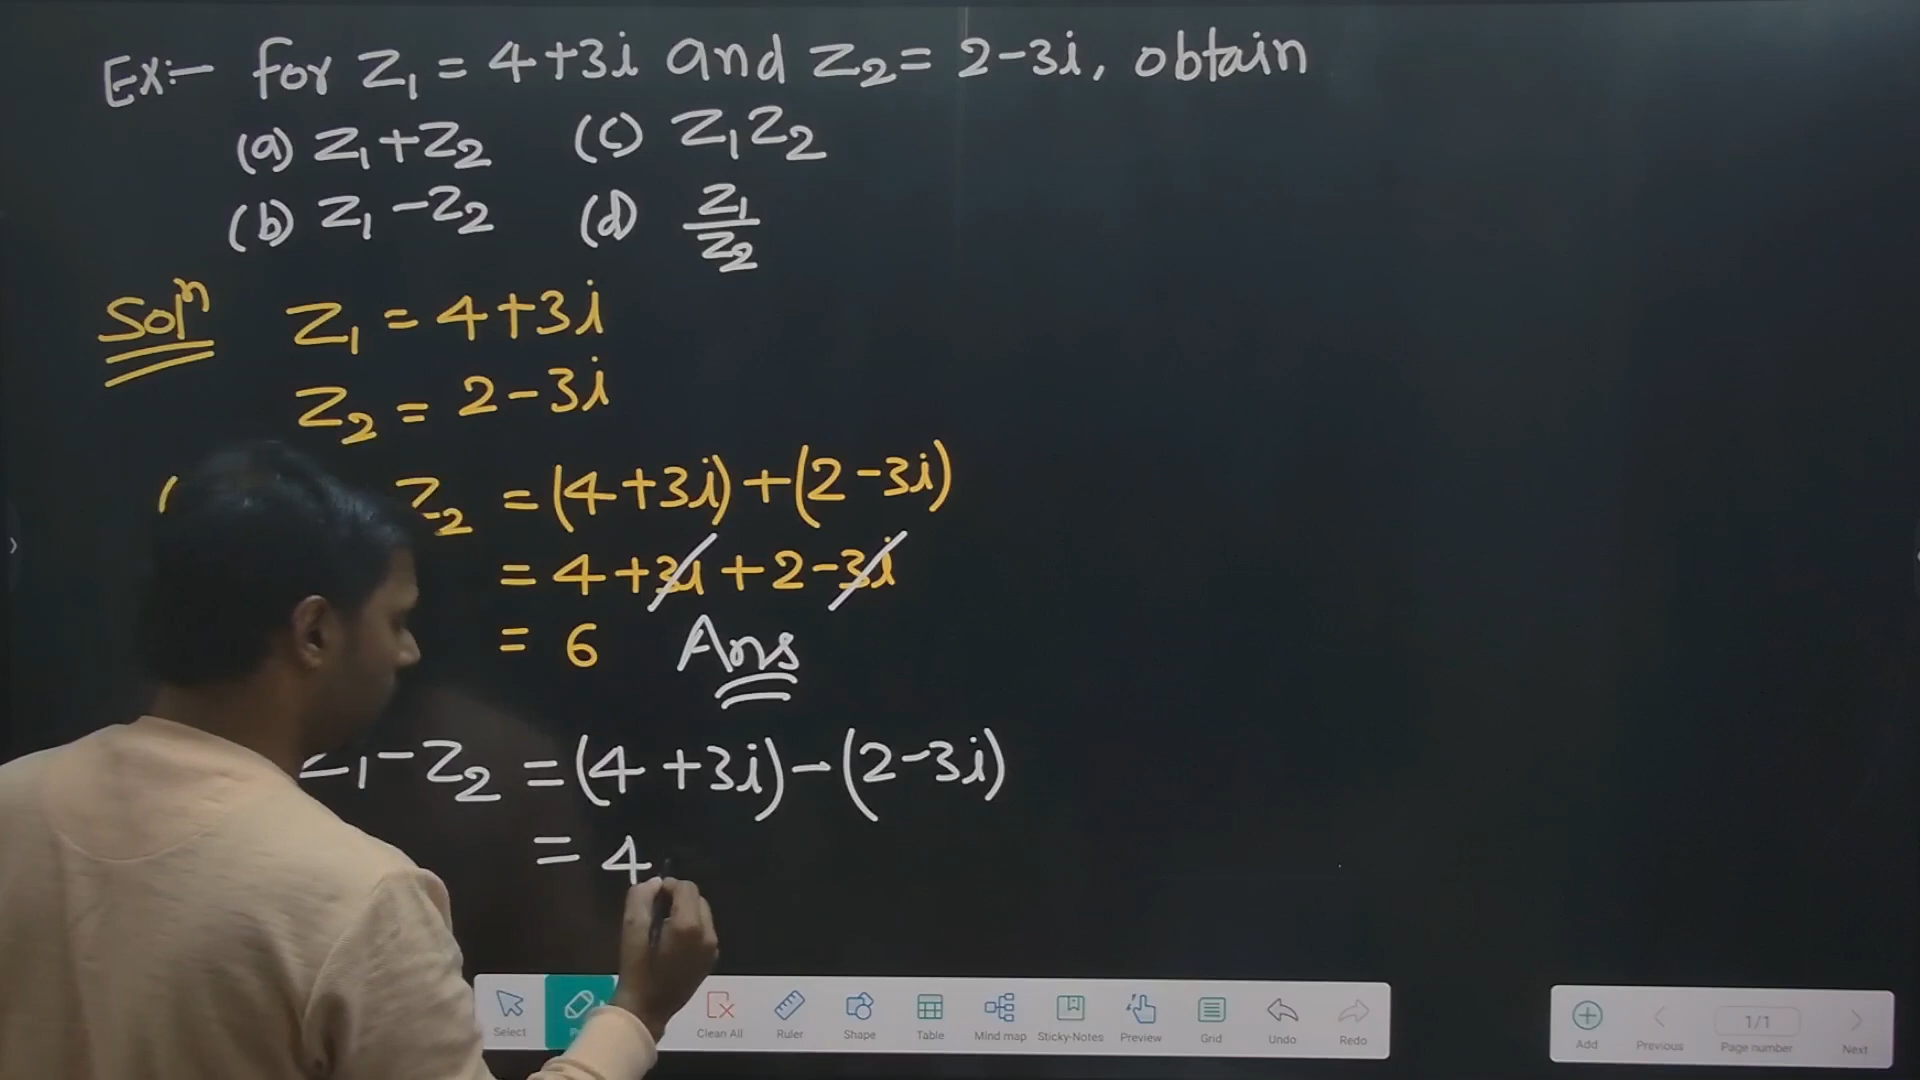 Ex:- for Z₁ = 4+3i and Z₂ = 2-3i, obtain
(a) Z₁+Z₂ (c) Z₁Z₂
(b) Z₁-Z₂ (d) Z₁/Z₂
Solⁿ Z₁ = 4+3i
Z₂ = 2-3i
( Z₂ = (4+3i)+(2-3i)
= 4+3i+2-3i
= 6 Ans
Z₁-Z₂ = (4+3i)-(2-3i)
= 4
Select
Clean All
Ruler
Shape
Table
Mind map
Sticky-Notes
Preview
Grid
Undo
Redo
Add
Previous
1/1
Page number
Next